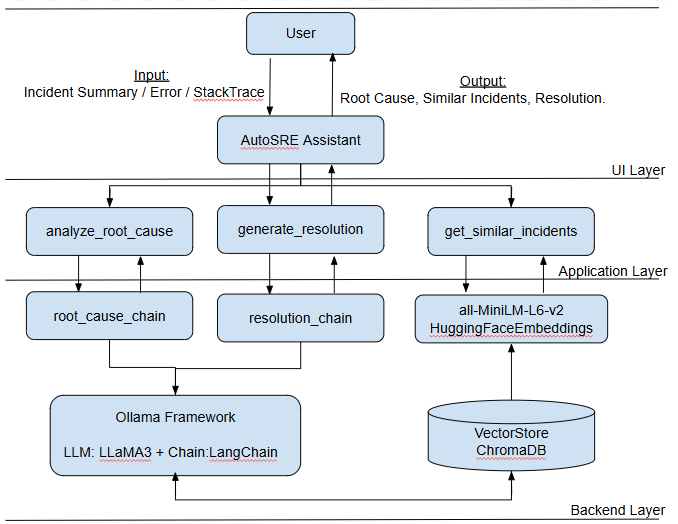 User
Input:
Incident Summary / Error / StackTrace
Output:
Root Cause, Similar Incidents, Resolution.
AutoSRE Assistant
UI Layer
analyze_root_cause
generate_resolution
get_similar_incidents
Application Layer
root_cause_chain
resolution_chain
all-MiniLM-L6-v2
HuggingFaceEmbeddings
Ollama Framework
LLM: LLaMA3 + Chain:LangChain
VectorStore
ChromaDB
Backend Layer